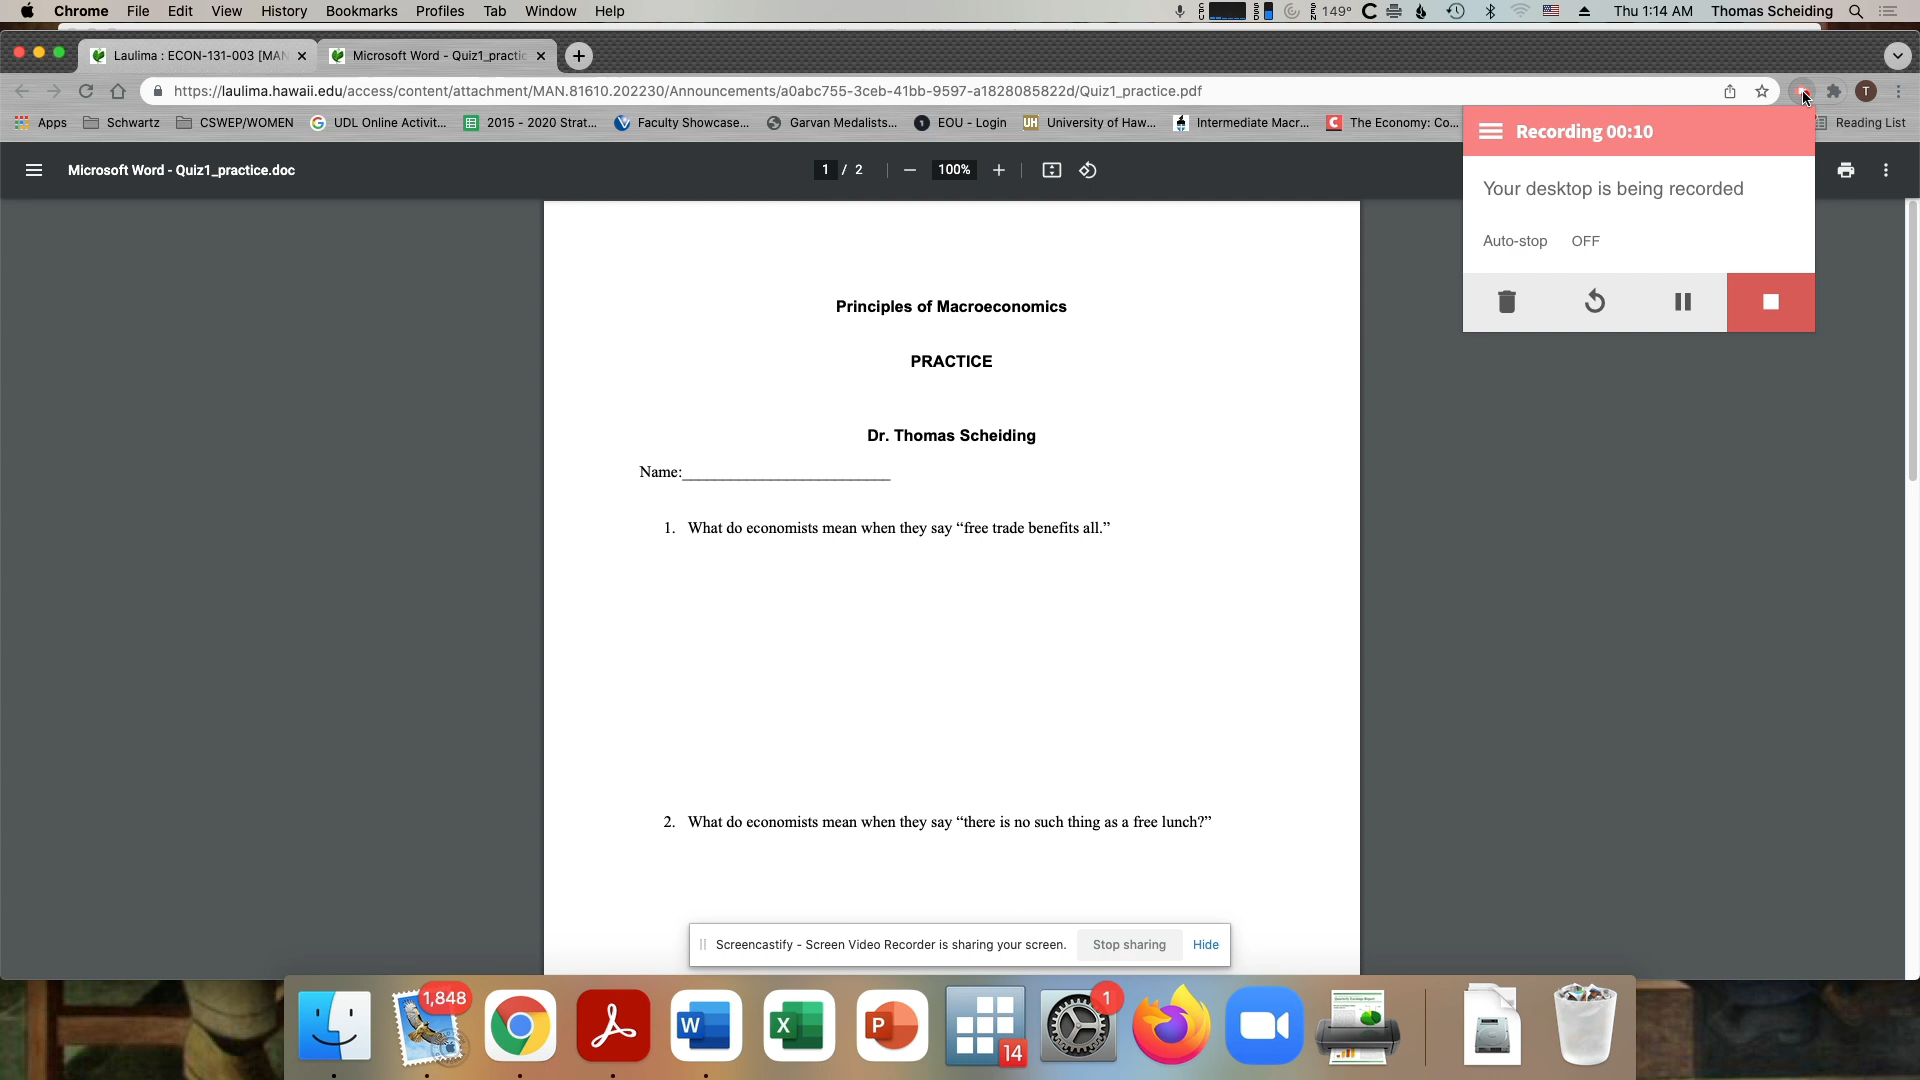 Chrome File Edit View History Bookmarks Profiles Tab Window Help 149° Thu 1:14 AM Thomas Scheiding
Laulima : ECON-131-003 [MAN Microsoft Word - Quiz1_practic
https://laulima.hawaii.edu/access/content/attachment/MAN.81610.202230/Announcements/a0abc755-3ceb-41bb-9597-a1828085822d/Quiz1_practice.pdf T
Apps Schwartz CSWEP/WOMEN UDL Online Activit... 2015 - 2020 Strat... Faculty Showcase... Garvan Medalists... EOU - Login University of Haw... Intermediate Macr... The Economy: Co... Reading List
Recording 00:10
Microsoft Word - Quiz1_practice.doc 1 / 2 100%
Your desktop is being recorded
Auto-stop OFF
Principles of Macroeconomics
PRACTICE
Dr. Thomas Scheiding
Name:
1. What do economists mean when they say “free trade benefits all.”
2. What do economists mean when they say “there is no such thing as a free lunch?”
Screencastify - Screen Video Recorder is sharing your screen. Stop sharing Hide
1,848
1
W X P
14